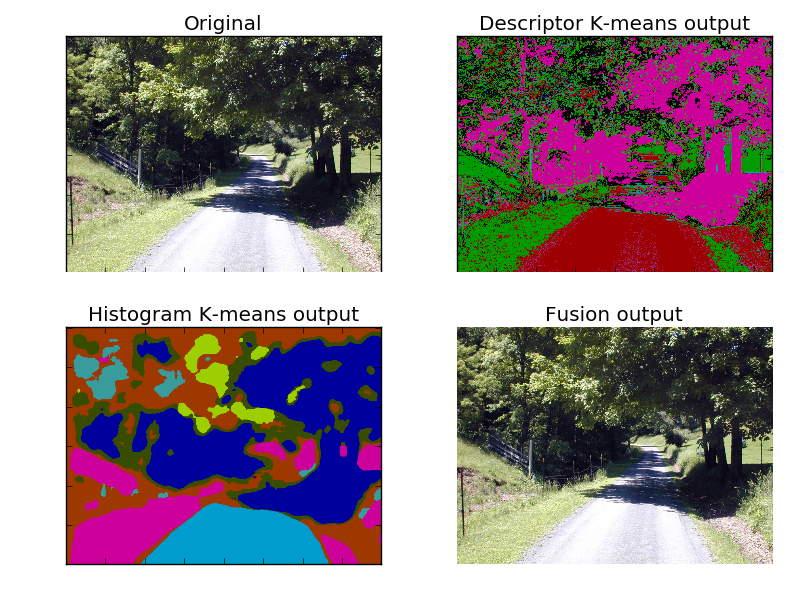 Original
Descriptor K-means output
Histogram K-means output
Fusion output